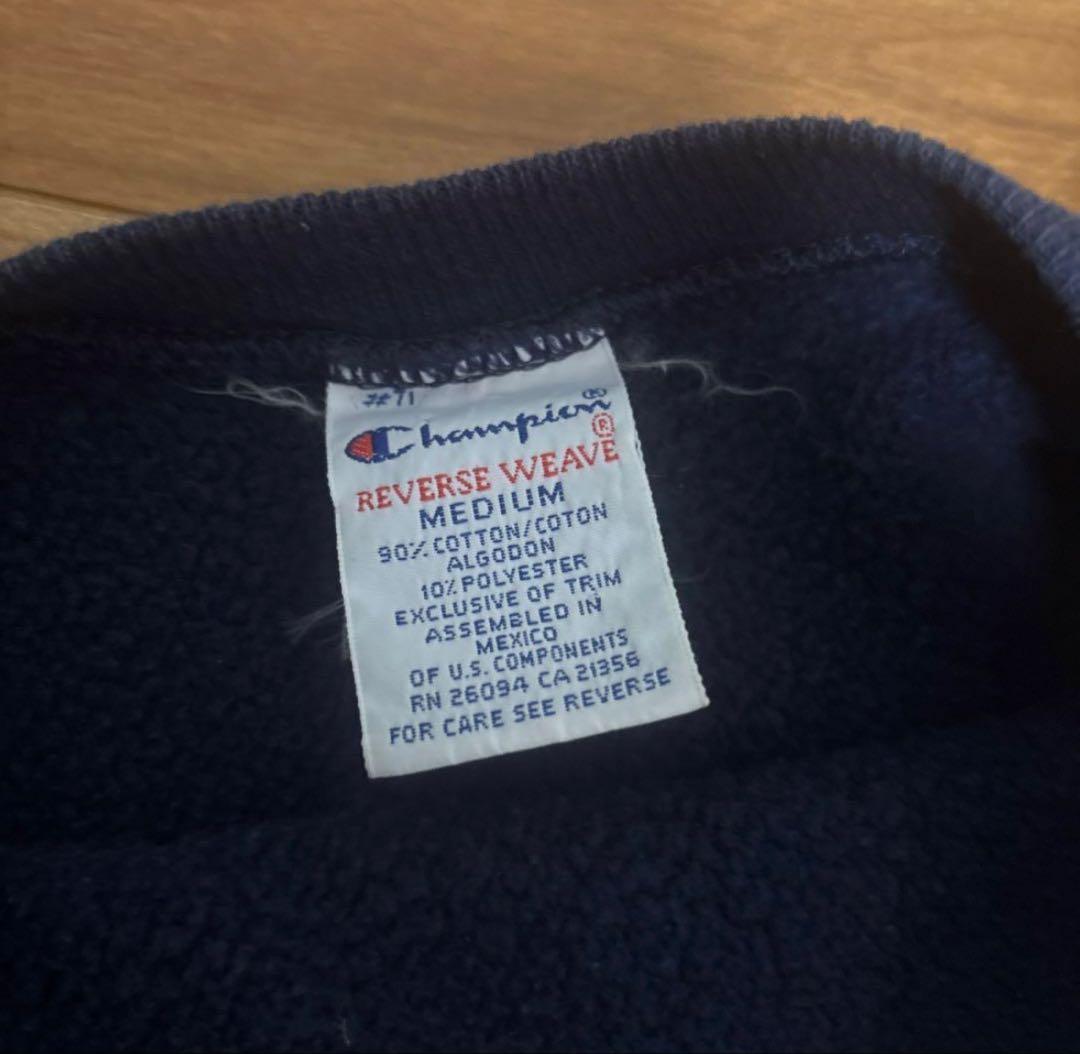 #71
Champion®
REVERSE WEAVE®
MEDIUM
90% COTTON/COTON
ALGODON
10% POLYESTER
EXCLUSIVE OF TRIM
ASSEMBLED IN
MEXICO
OF U.S. COMPONENTS
RN 26094 CA 21356
FOR CARE SEE REVERSE